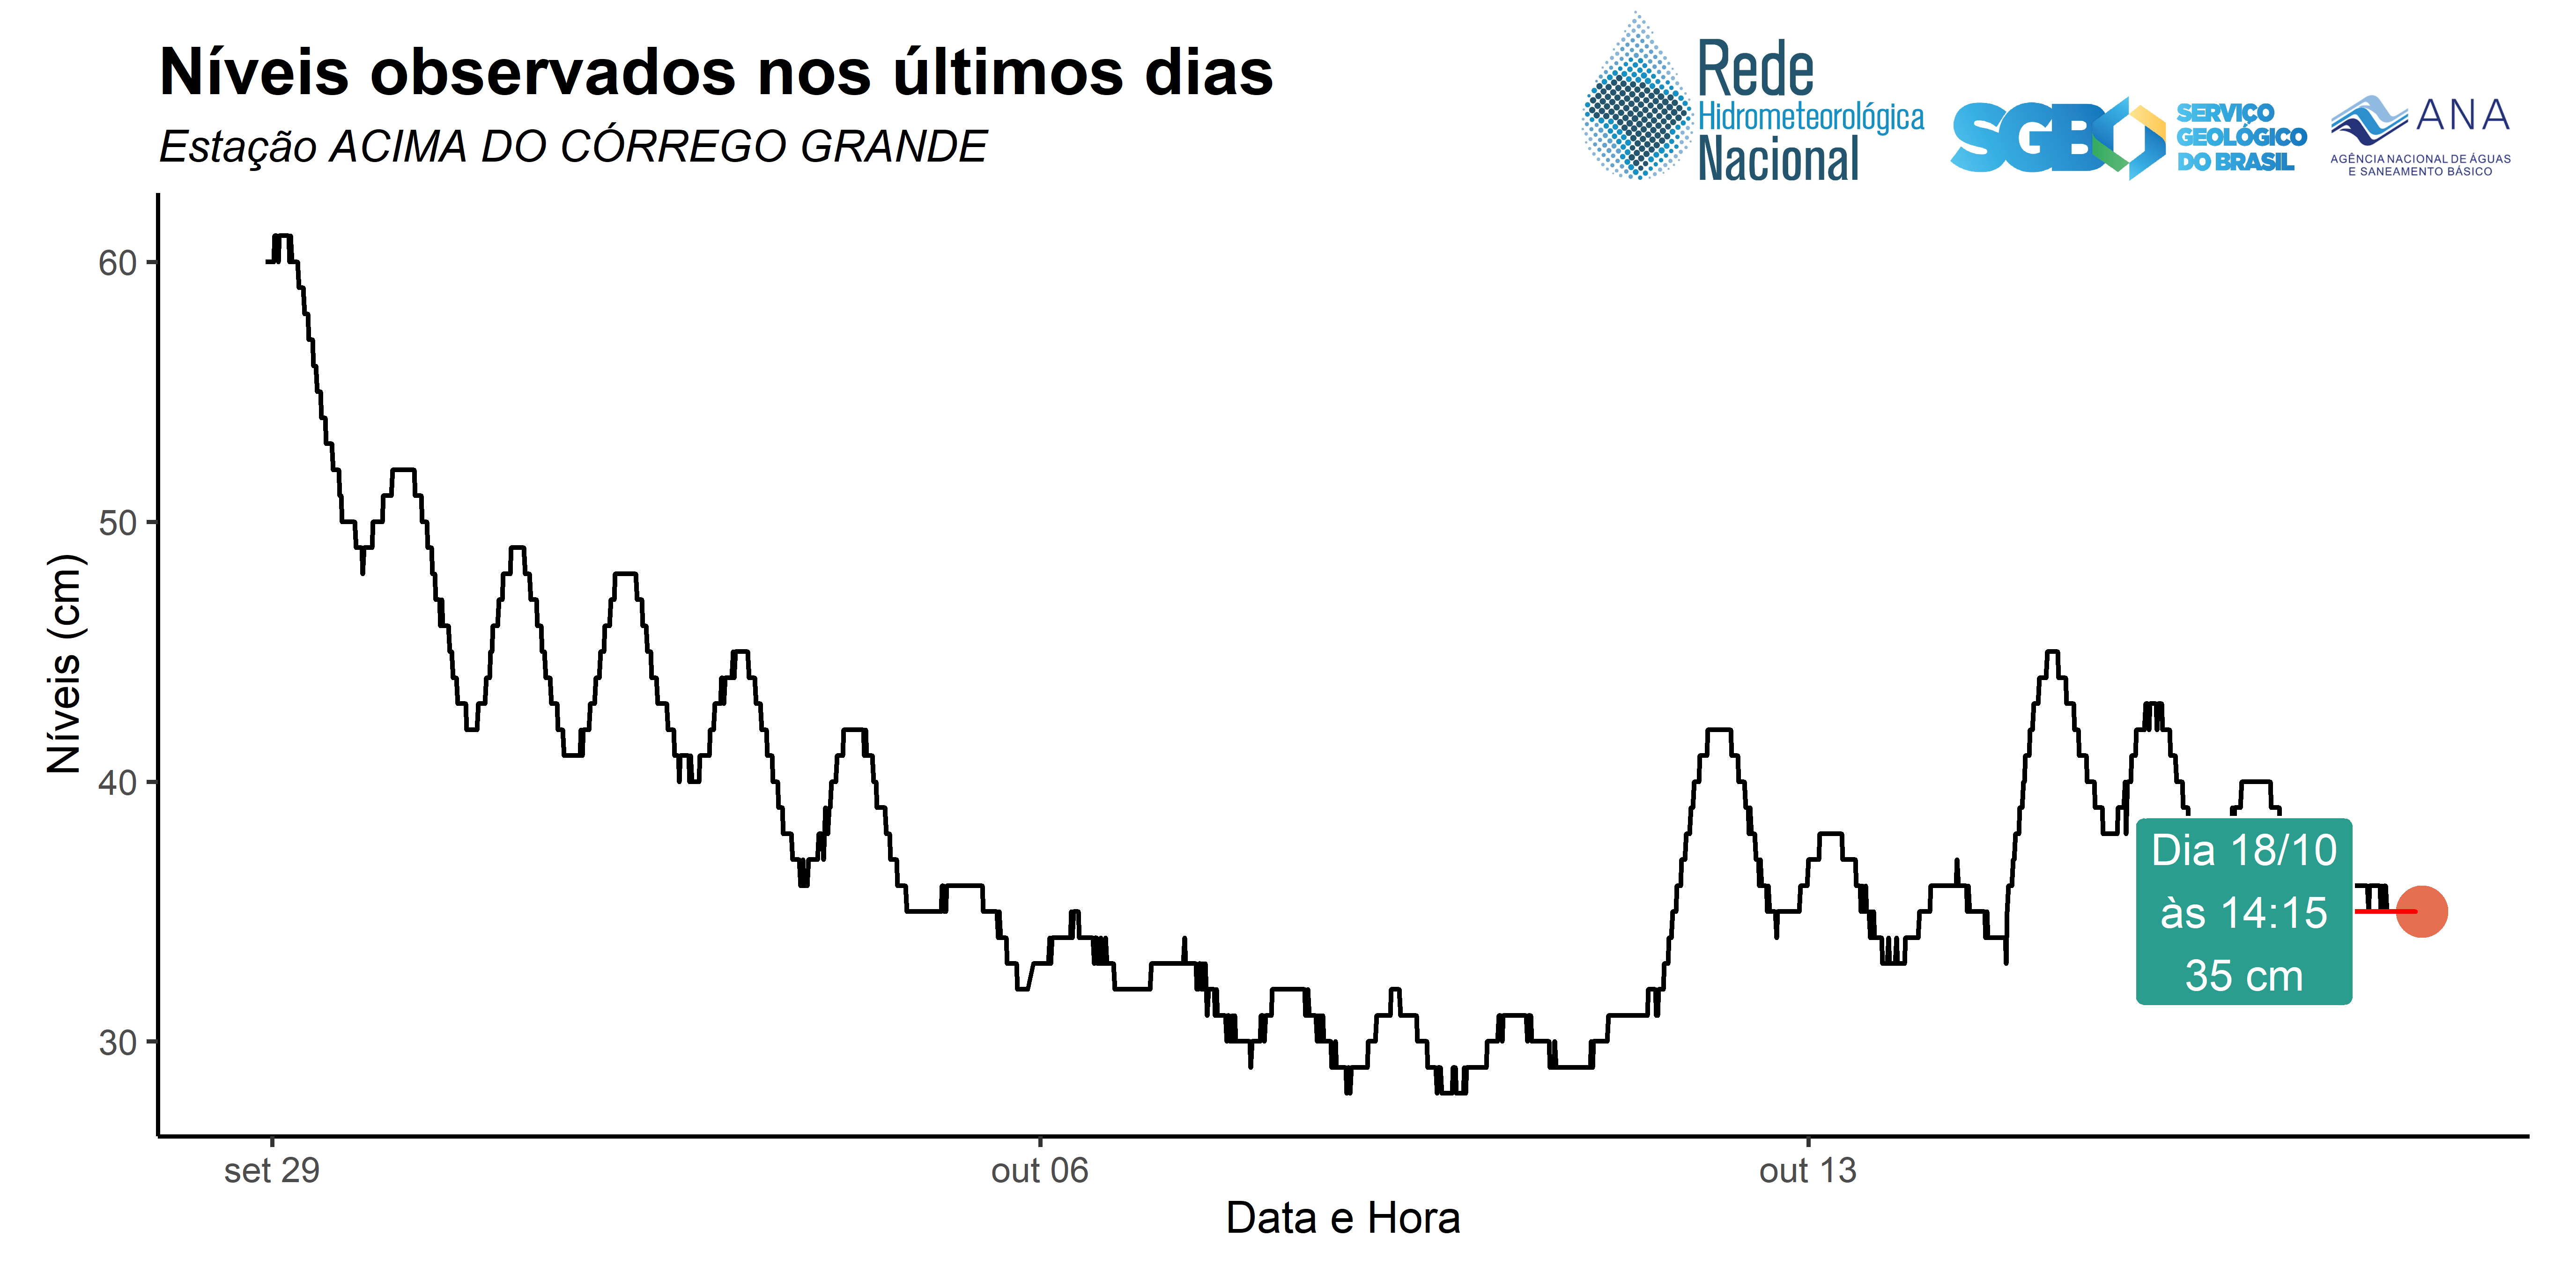 Níveis observados nos últimos dias
Estação ACIMA DO CÓRREGO GRANDE
Rede
Hidrometeorológica
Nacional
SGB
SERVIÇO
GEOLÓGICO
DO BRASIL
ANA
AGÊNCIA NACIONAL DE ÁGUAS
E SANEAMENTO BÁSICO
Níveis (cm)
60
50
40
30
Dia 18/10
às 14:15
35 cm
set 29
out 06
out 13
Data e Hora